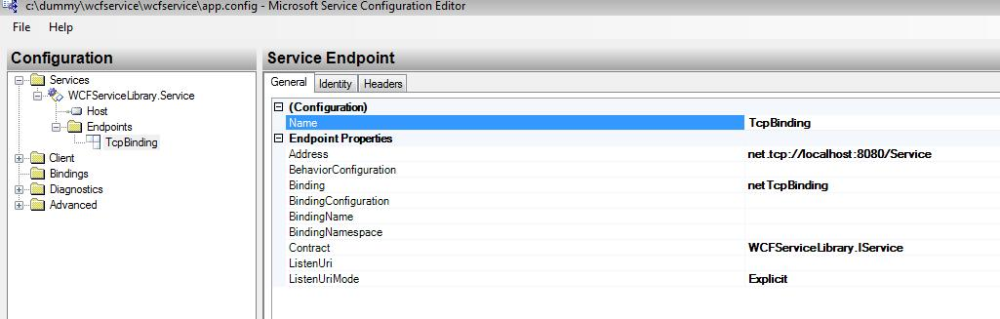 c:\dummy\wcfservice\wcfservice\app.config - Microsoft Service Configuration Editor
File Help
Configuration
Services
WCFServiceLibrary.Service
Host
Endpoints
TcpBinding
Client
Bindings
Diagnostics
Advanced
Service Endpoint
General Identity Headers
(Configuration)
Name TcpBinding
Endpoint Properties
Address net.tcp://localhost:8080/Service
BehaviorConfiguration
Binding netTcpBinding
BindingConfiguration
BindingName
BindingNamespace
Contract WCFServiceLibrary.IService
ListenUri
ListenUriMode Explicit